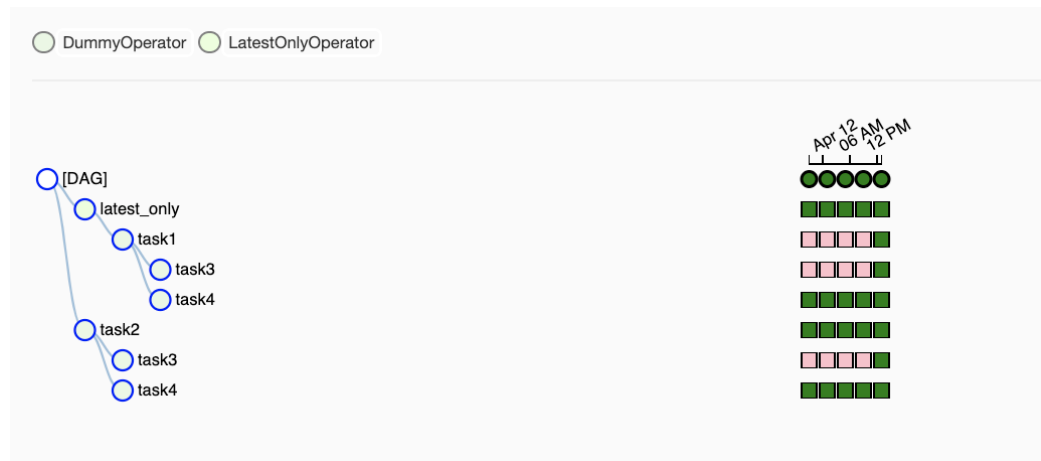 DummyOperator LatestOnlyOperator
Apr 12 06 AM 12 PM
[DAG]
latest_only
task1
task3
task4
task2
task3
task4